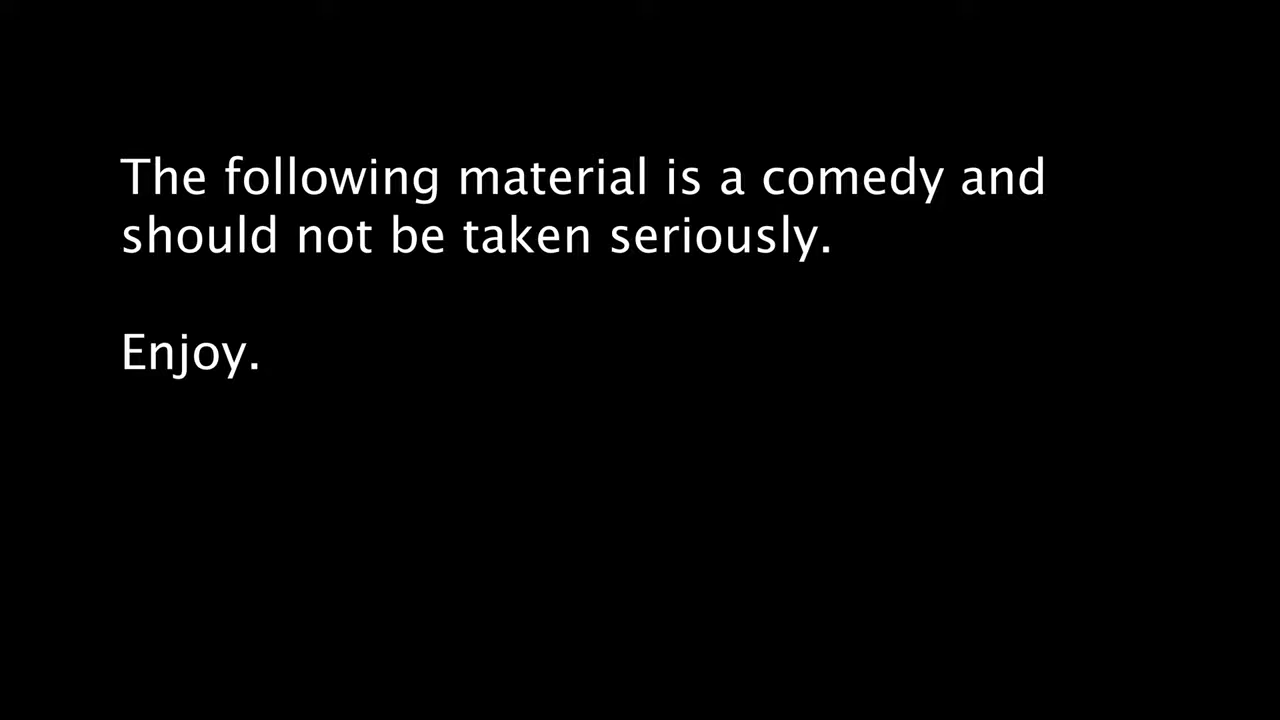 The following material is a comedy and
should not be taken seriously.
Enjoy.